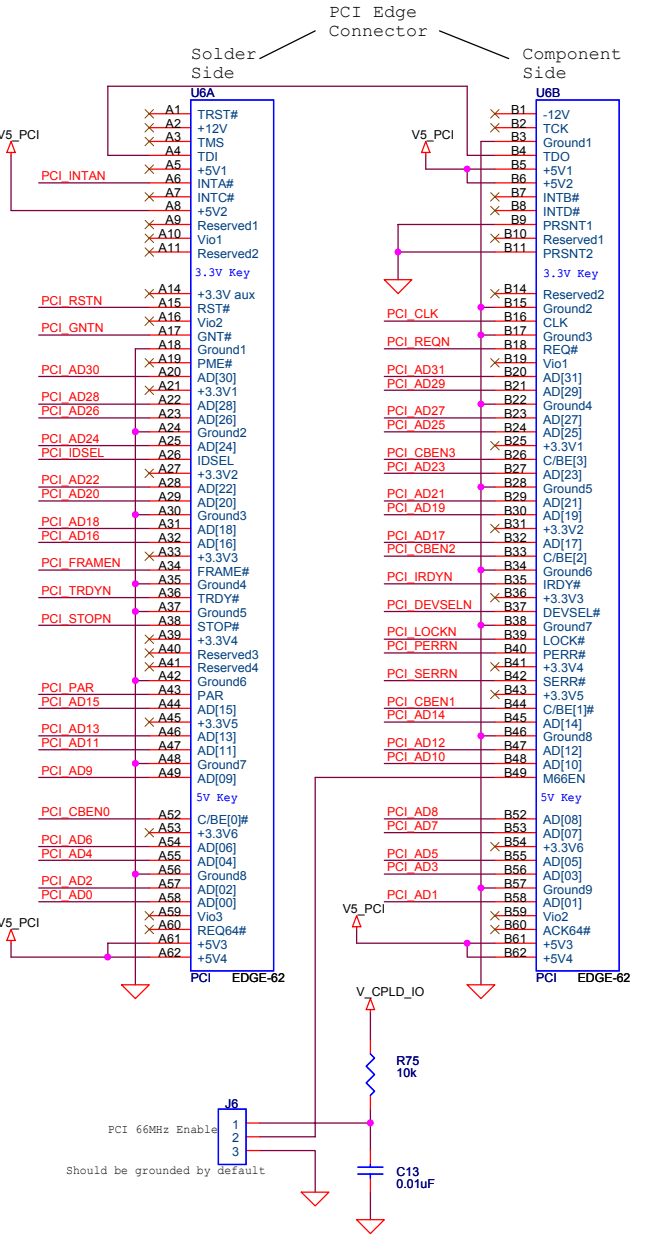 PCI Edge
Connector
Solder
Side
U6A
A1 TRST#
A2 +12V
A3 TMS
A4 TDI
V5_PCI
A5 +5V1
PCI_INTAN A6 INTA#
A7 INTC#
A8 +5V2
A9 Reserved1
A10 Vio1
A11 Reserved2
3.3V Key
A14 +3.3V aux
PCI_RSTN A15 RST#
A16 Vio2
PCI_GNTN A17 GNT#
A18 Ground1
A19 PME#
PCI_AD30 A20 AD[30]
A21 +3.3V1
PCI_AD28 A22 AD[28]
PCI_AD26 A23 AD[26]
A24 Ground2
PCI_AD24 A25 AD[24]
PCI_IDSEL A26 IDSEL
A27 +3.3V2
PCI_AD22 A28 AD[22]
PCI_AD20 A29 AD[20]
A30 Ground3
PCI_AD18 A31 AD[18]
PCI_AD16 A32 AD[16]
A33 +3.3V3
PCI_FRAMEN A34 FRAME#
A35 Ground4
PCI_TRDYN A36 TRDY#
A37 Ground5
PCI_STOPN A38 STOP#
A39 +3.3V4
A40 Reserved3
A41 Reserved4
A42 Ground6
PCI_PAR A43 PAR
PCI_AD15 A44 AD[15]
A45 +3.3V5
PCI_AD13 A46 AD[13]
PCI_AD11 A47 AD[11]
A48 Ground7
PCI_AD9 A49 AD[09]
5V Key
PCI_CBEN0 A52 C/BE[0]#
A53 +3.3V6
PCI_AD6 A54 AD[06]
PCI_AD4 A55 AD[04]
A56 Ground8
PCI_AD2 A57 AD[02]
PCI_AD0 A58 AD[00]
A59 Vio3
V5_PCI
A60 REQ64#
A61 +5V3
A62 +5V4
PCI EDGE-62
Component
Side
U6B
B1 -12V
B2 TCK
B3 Ground1
V5_PCI
B4 TDO
B5 +5V1
B6 +5V2
B7 INTB#
B8 INTD#
B9 PRSNT1
B10 Reserved1
B11 PRSNT2
3.3V Key
B14 Reserved2
B15 Ground2
PCI_CLK B16 CLK
B17 Ground3
PCI_REQN B18 REQ#
B19 Vio1
PCI_AD31 B20 AD[31]
PCI_AD29 B21 AD[29]
B22 Ground4
PCI_AD27 B23 AD[27]
PCI_AD25 B24 AD[25]
B25 +3.3V1
PCI_CBEN3 B26 C/BE[3]
PCI_AD23 B27 AD[23]
B28 Ground5
PCI_AD21 B29 AD[21]
PCI_AD19 B30 AD[19]
B31 +3.3V2
PCI_AD17 B32 AD[17]
PCI_CBEN2 B33 C/BE[2]
B34 Ground6
PCI_IRDYN B35 IRDY#
B36 +3.3V3
PCI_DEVSELN B37 DEVSEL#
B38 Ground7
PCI_LOCKN B39 LOCK#
PCI_PERRN B40 PERR#
B41 +3.3V4
PCI_SERRN B42 SERR#
B43 +3.3V5
PCI_CBEN1 B44 C/BE[1]#
PCI_AD14 B45 AD[14]
B46 Ground8
PCI_AD12 B47 AD[12]
PCI_AD10 B48 AD[10]
B49 M66EN
5V Key
PCI_AD8 B52 AD[08]
PCI_AD7 B53 AD[07]
B54 +3.3V6
PCI_AD5 B55 AD[05]
PCI_AD3 B56 AD[03]
B57 Ground9
PCI_AD1 B58 AD[01]
V5_PCI
B59 Vio2
B60 ACK64#
B61 +5V3
B62 +5V4
PCI EDGE-62
V_CPLD_IO
R75
10k
J6
PCI 66MHz Enable
1
2
3
Should be grounded by default
C13
0.01uF